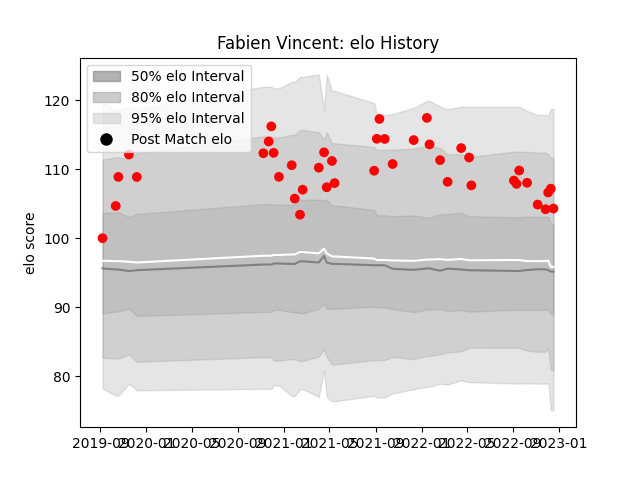 Fabien Vincent: elo History
50% elo Interval
80% elo Interval
95% elo Interval
Post Match elo
elo score
120
110
100
90
80
2019-09 2020-01 2020-05 2020-09 2021-01 2021-05 2021-09 2022-01 2022-05 2022-09 2023-01